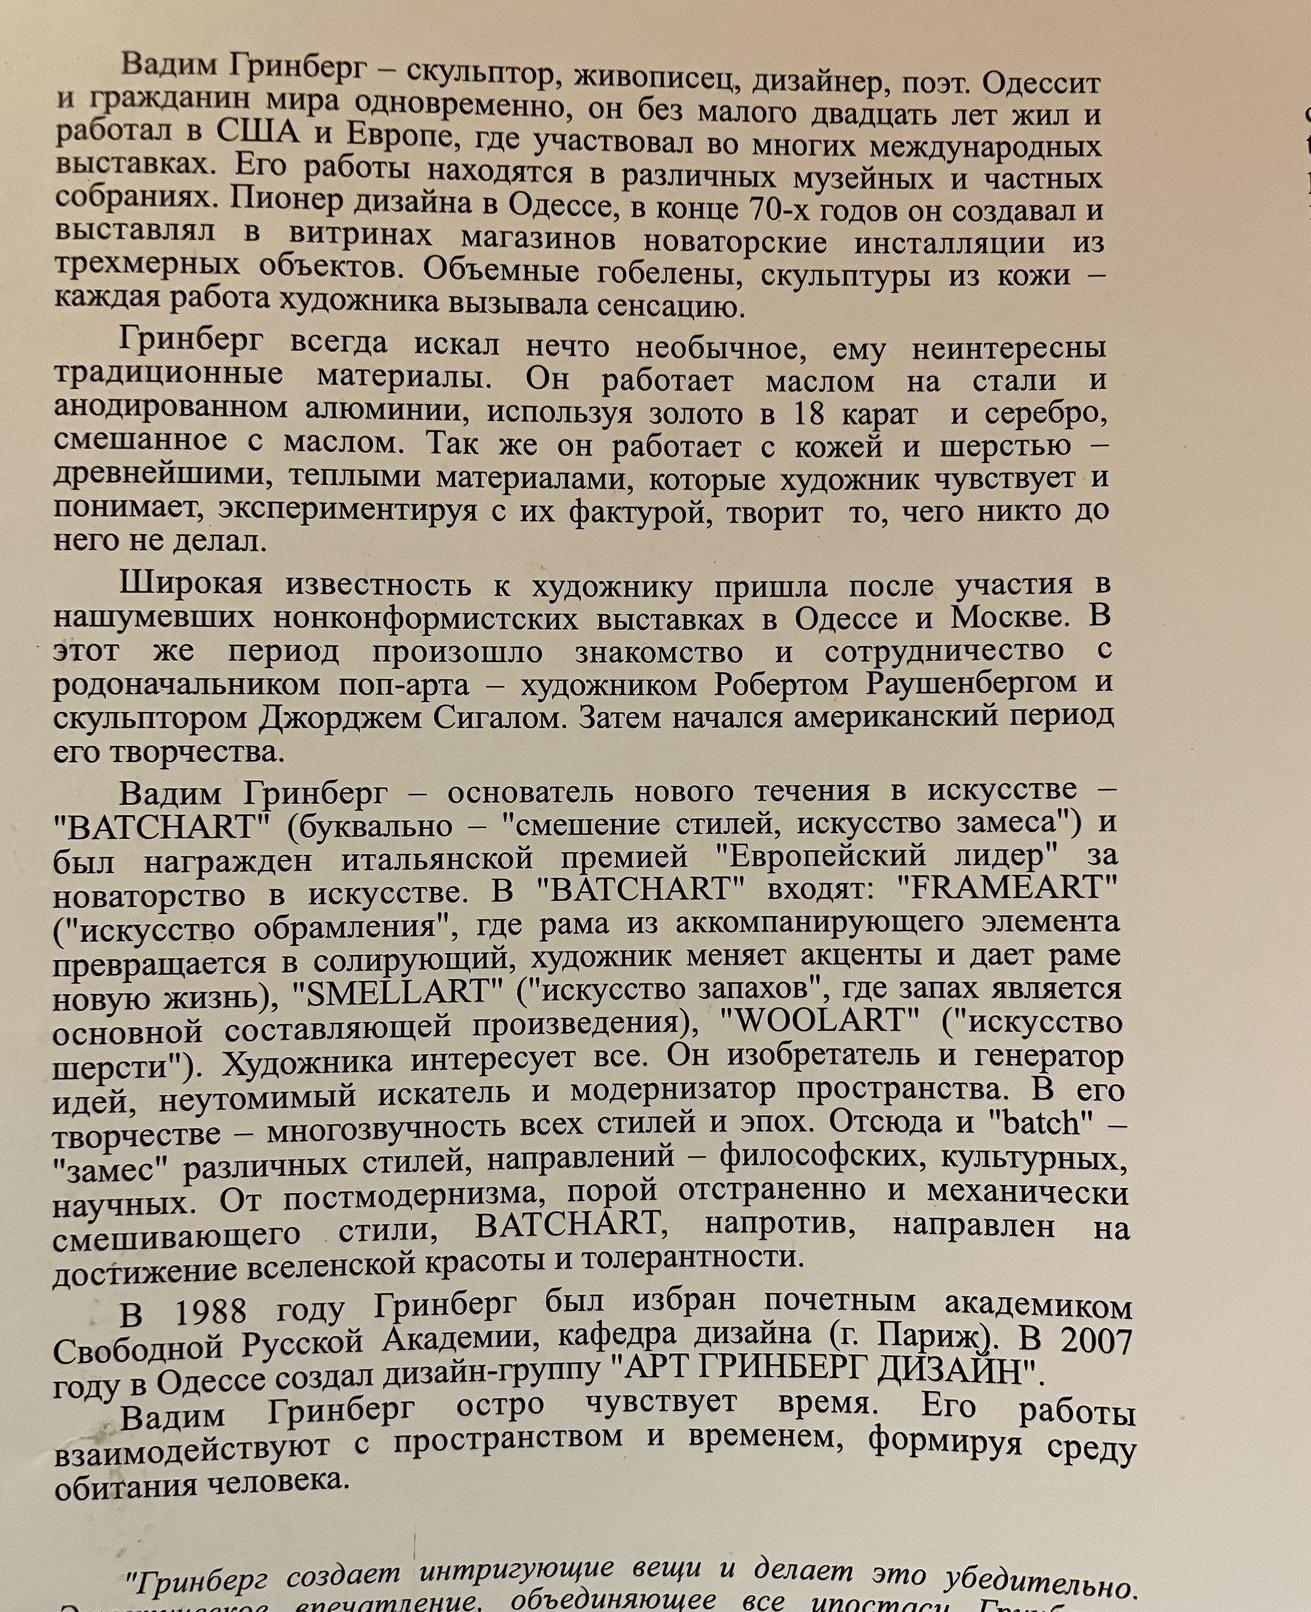 Вадим Гринберг – скульптор, живописец, дизайнер, поэт. Одессит
и гражданин мира одновременно, он без малого двадцать лет жил и
работал в США и Европе, где участвовал во многих международных
выставках. Его работы находятся в различных музейных и частных
собраниях. Пионер дизайна в Одессе, в конце 70-х годов он создавал и
выставлял в витринах магазинов новаторские инсталляции из
трехмерных объектов. Объемные гобелены, скульптуры из кожи –
каждая работа художника вызывала сенсацию.
Гринберг всегда искал нечто необычное, ему неинтересны
традиционные материалы. Он работает маслом на стали и
анодированном алюминии, используя золото в 18 карат и серебро,
смешанное с маслом. Так же он работает с кожей и шерстью –
древнейшими, теплыми материалами, которые художник чувствует и
понимает, экспериментируя с их фактурой, творит то, чего никто до
него не делал.
Широкая известность к художнику пришла после участия в
нашумевших нонконформистских выставках в Одессе и Москве. В
этот же период произошло знакомство и сотрудничество с
родоначальником поп-арта – художником Робертом Раушенбергом и
скульптором Джорджем Сигалом. Затем начался американский период
его творчества.
Вадим Гринберг – основатель нового течения в искусстве –
"BATCHART" (буквально – "смешение стилей, искусство замеса") и
был награжден итальянской премией "Европейский лидер" за
новаторство в искусстве. В "BATCHART" входят: "FRAMEART"
("искусство обрамления", где рама из аккомпанирующего элемента
превращается в солирующий, художник меняет акценты и дает раме
новую жизнь), "SMELLART" ("искусство запахов", где запах является
основной составляющей произведения), "WOOLART" ("искусство
шерсти"). Художника интересует все. Он изобретатель и генератор
идей, неутомимый искатель и модернизатор пространства. В его
творчестве – многозвучность всех стилей и эпох. Отсюда и "batch" –
"замес" различных стилей, направлений – философских, культурных,
научных. От постмодернизма, порой отстраненно и механически
смешивающего стили, BATCHART, напротив, направлен на
достижение вселенской красоты и толерантности.
В 1988 году Гринберг был избран почетным академиком
Свободной Русской Академии, кафедра дизайна (г. Париж). В 2007
году в Одессе создал дизайн-группу "АРТ ГРИНБЕРГ ДИЗАЙН".
Вадим Гринберг остро чувствует время. Его работы
взаимодействуют с пространством и временем, формируя среду
обитания человека.
"Гринберг создает интригующие вещи и делает это убедительно.
впечатление, объединяющее все ипостаси